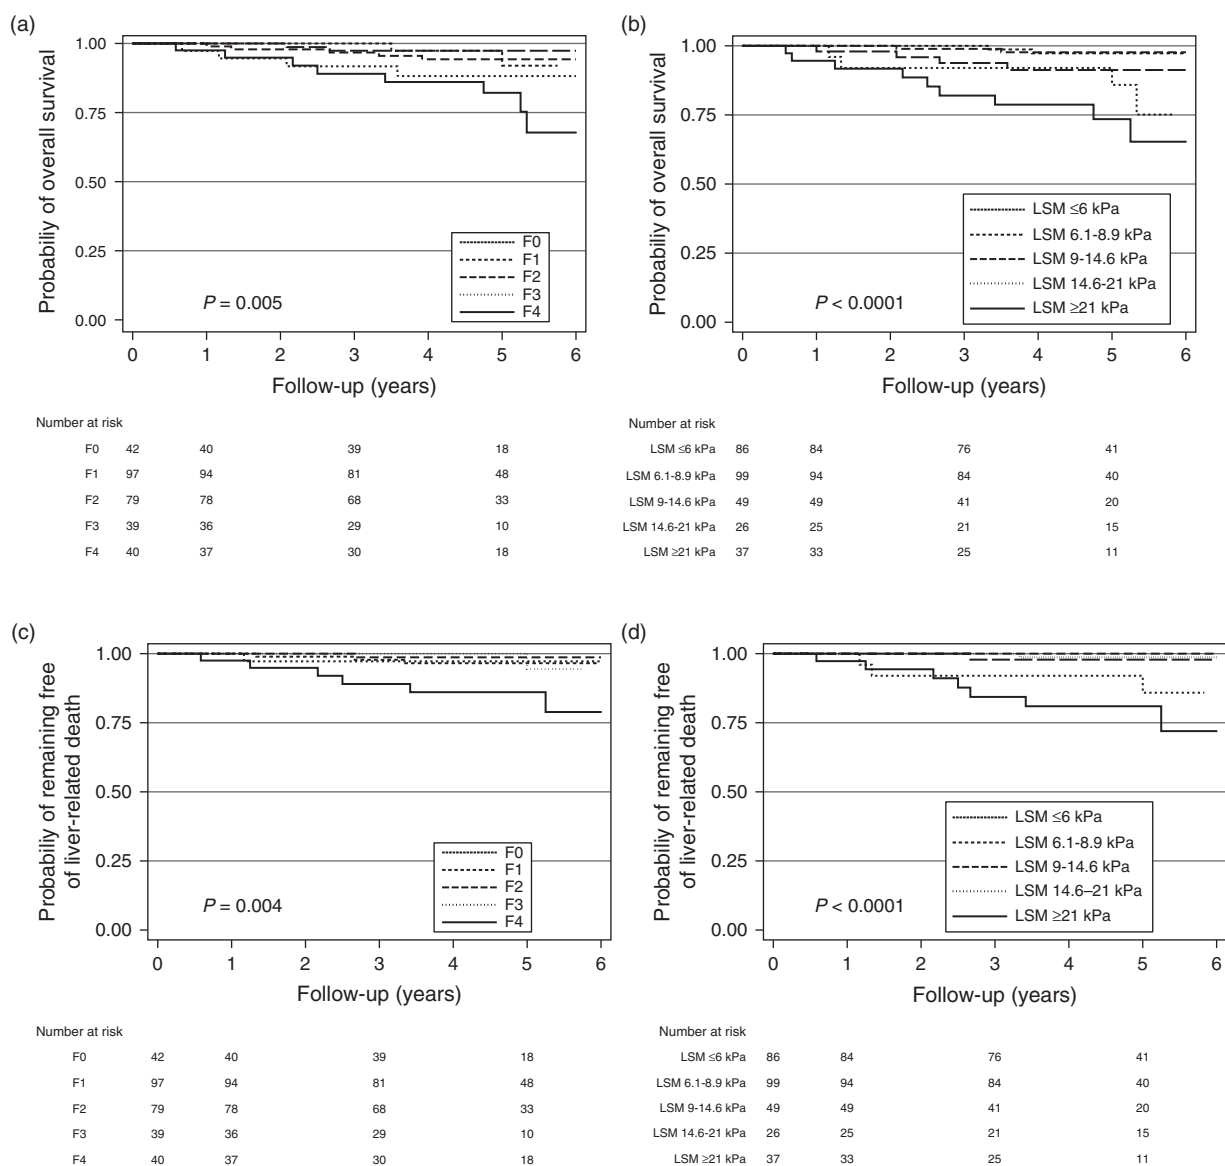 (a)
Probabiliy of overall survival
1.00
0.75
0.50
0.25
0.00
P = 0.005
F0
F1
F2
F3
F4
0 1 2 3 4 5 6
Follow-up (years)
Number at risk
F0 42 40 39 18
F1 97 94 81 48
F2 79 78 68 33
F3 39 36 29 10
F4 40 37 30 18
(b)
Probabiliy of overall survival
1.00
0.75
0.50
0.25
0.00
P < 0.0001
LSM ≤6 kPa
LSM 6.1-8.9 kPa
LSM 9-14.6 kPa
LSM 14.6-21 kPa
LSM ≥21 kPa
0 1 2 3 4 5 6
Follow-up (years)
Number at risk
LSM ≤6 kPa 86 84 76 41
LSM 6.1-8.9 kPa 99 94 84 40
LSM 9-14.6 kPa 49 49 41 20
LSM 14.6-21 kPa 26 25 21 15
LSM ≥21 kPa 37 33 25 11
(c)
Probabiliy of remaining free
of liver-related death
1.00
0.75
0.50
0.25
0.00
P = 0.004
F0
F1
F2
F3
F4
0 1 2 3 4 5 6
Follow-up (years)
Number at risk
F0 42 40 39 18
F1 97 94 81 48
F2 79 78 68 33
F3 39 36 29 10
F4 40 37 30 18
(d)
Probabiliy of remaining free
of liver-related death
1.00
0.75
0.50
0.25
0.00
P < 0.0001
LSM ≤6 kPa
LSM 6.1-8.9 kPa
LSM 9-14.6 kPa
LSM 14.6–21 kPa
LSM ≥21 kPa
0 1 2 3 4 5 6
Follow-up (years)
Number at risk
LSM ≤6 kPa 86 84 76 41
LSM 6.1-8.9 kPa 99 94 84 40
LSM 9-14.6 kPa 49 49 41 20
LSM 14.6-21 kPa 26 25 21 15
LSM ≥21 kPa 37 33 25 11